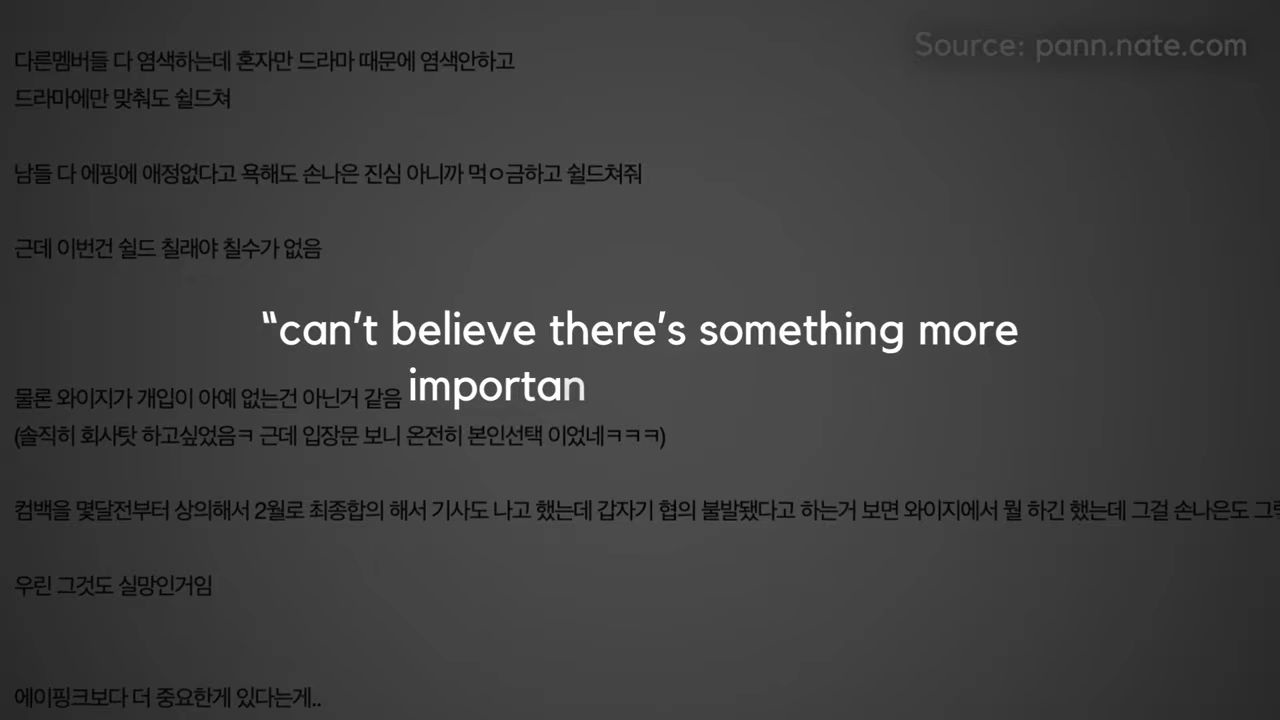 Source: pann.nate.com
다른멤버들 다 염색하는데 혼자만 드라마 때문에 염색안하고
드라마에만 맞춰도 쉴드쳐
남들 다 에핑에 애정없다고 욕해도 손나은 진심 아니까 먹ㅇ금하고 쉴드쳐줘
근데 이번건 쉴드 칠래야 칠수가 없음
“can’t believe there’s something more
importan
물론 와이지가 개입이 아예 없는건 아닌거 같음
(솔직히 회사탓 하고싶었음ㅋ 근데 입장문 보니 온전히 본인선택 이었네ㅋㅋㅋ)
컴백을 몇달전부터 상의해서 2월로 최종합의 해서 기사도 나고 했는데 갑자기 협의 불발됐다고 하는거 보면 와이지에서 뭘 하긴 했는데 그걸 손나은도
우린 그것도 실망인거임
에이핑크보다 더 중요한게 있다는게..